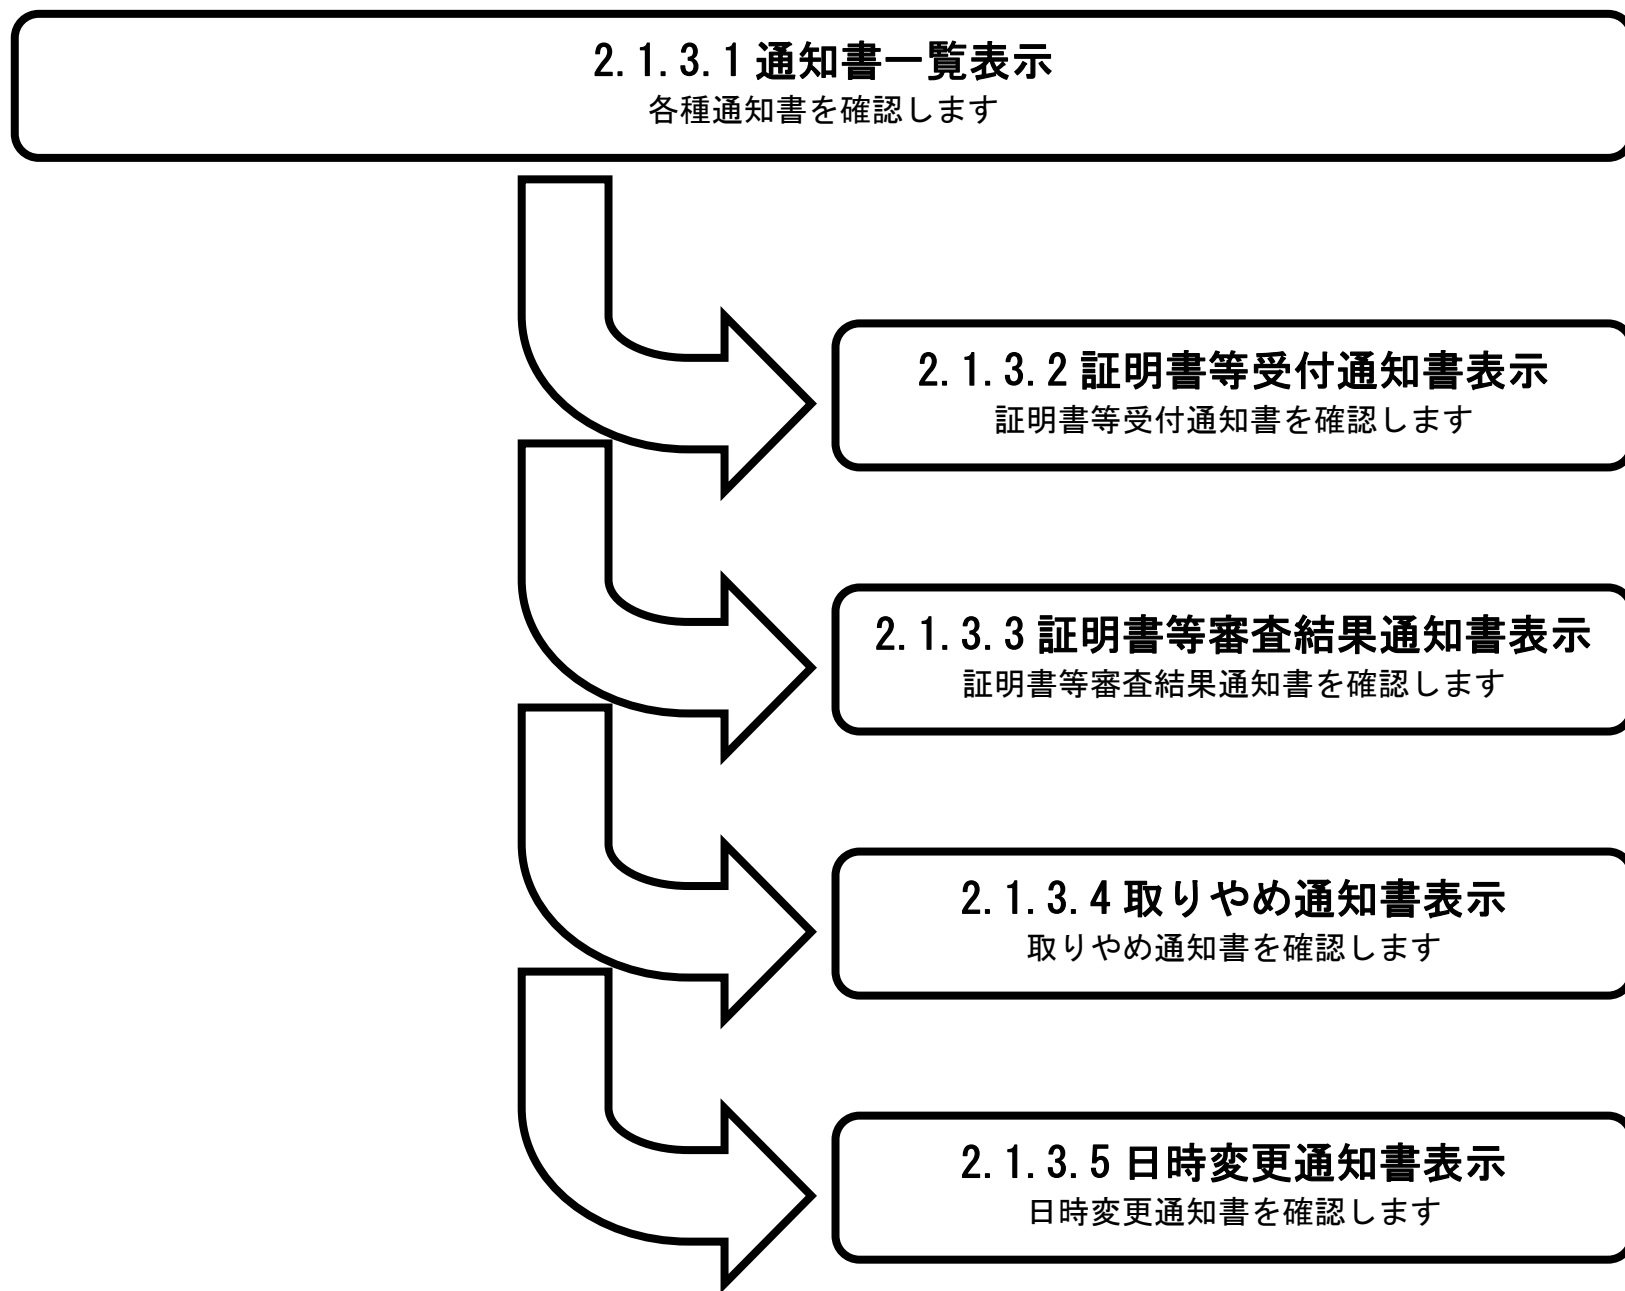 2.1.3.1 通知書一覧表示
各種通知書を確認します
2.1.3.2 証明書等受付通知書表示
証明書等受付通知書を確認します
2.1.3.3 証明書等審査結果通知書表示
証明書等審査結果通知書を確認します
2.1.3.4 取りやめ通知書表示
取りやめ通知書を確認します
2.1.3.5 日時変更通知書表示
日時変更通知書を確認します